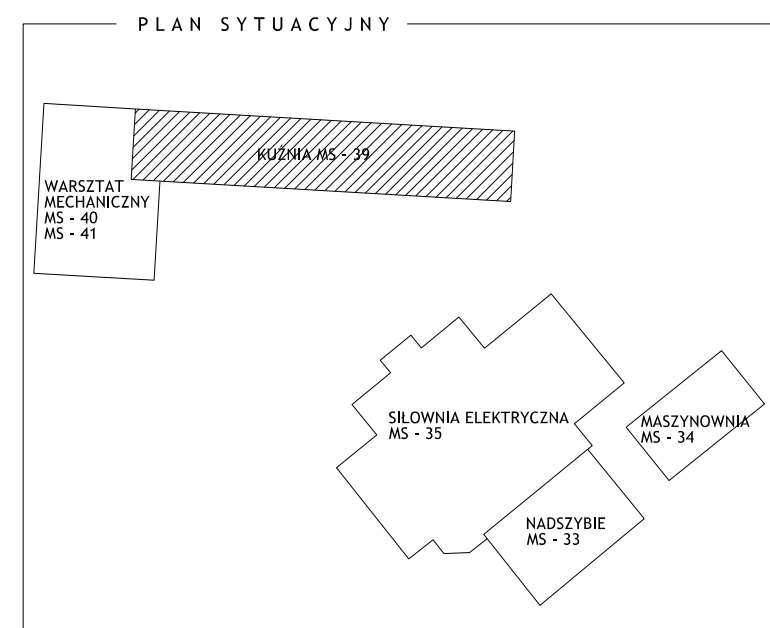 PLAN SYTUACYJNY
KUŹNIA MS - 39
WARSZTAT
MECHANICZNY
MS - 40
MS - 41
SIŁOWNIA ELEKTRYCZNA
MS - 35
MASZYNOWNIA
MS - 34
NADSZYBIE
MS - 33